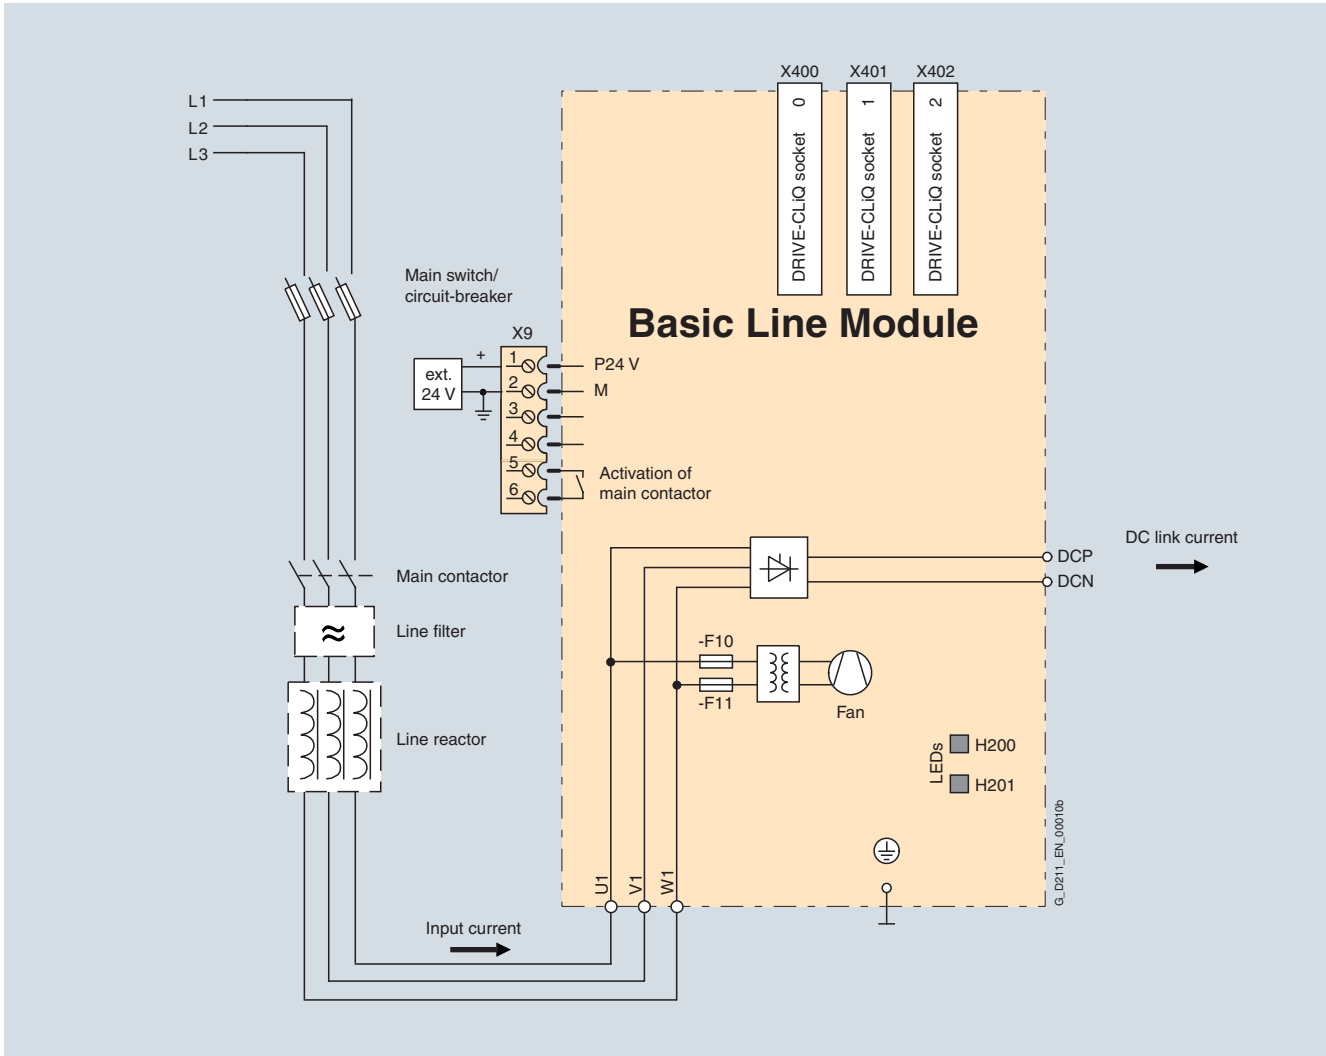 X400
X401
X402
L1
L2
L3
DRIVE-CLiQ socket 0
DRIVE-CLiQ socket 1
DRIVE-CLiQ socket 2
Main switch/
circuit-breaker
Basic Line Module
X9
ext.
24 V
+
1
2
3
4
5
6
P24 V
M
Activation of
main contactor
DC link current
DCP
DCN
Main contactor
Line filter
≈
Line reactor
-F10
-F11
Fan
LEDs
H200
H201
G_D211_EN_00010b
U1
V1
W1
Input current